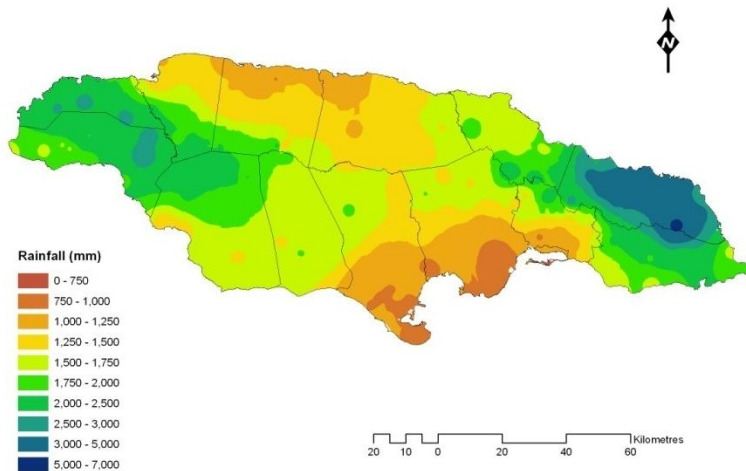 N
Rainfall (mm)
0 - 750
750 - 1,000
1,000 - 1,250
1,250 - 1,500
1,500 - 1,750
1,750 - 2,000
2,000 - 2,500
2,500 - 3,000
3,000 - 5,000
5,000 - 7,000
Kilometres
20 10 0 20 40 60